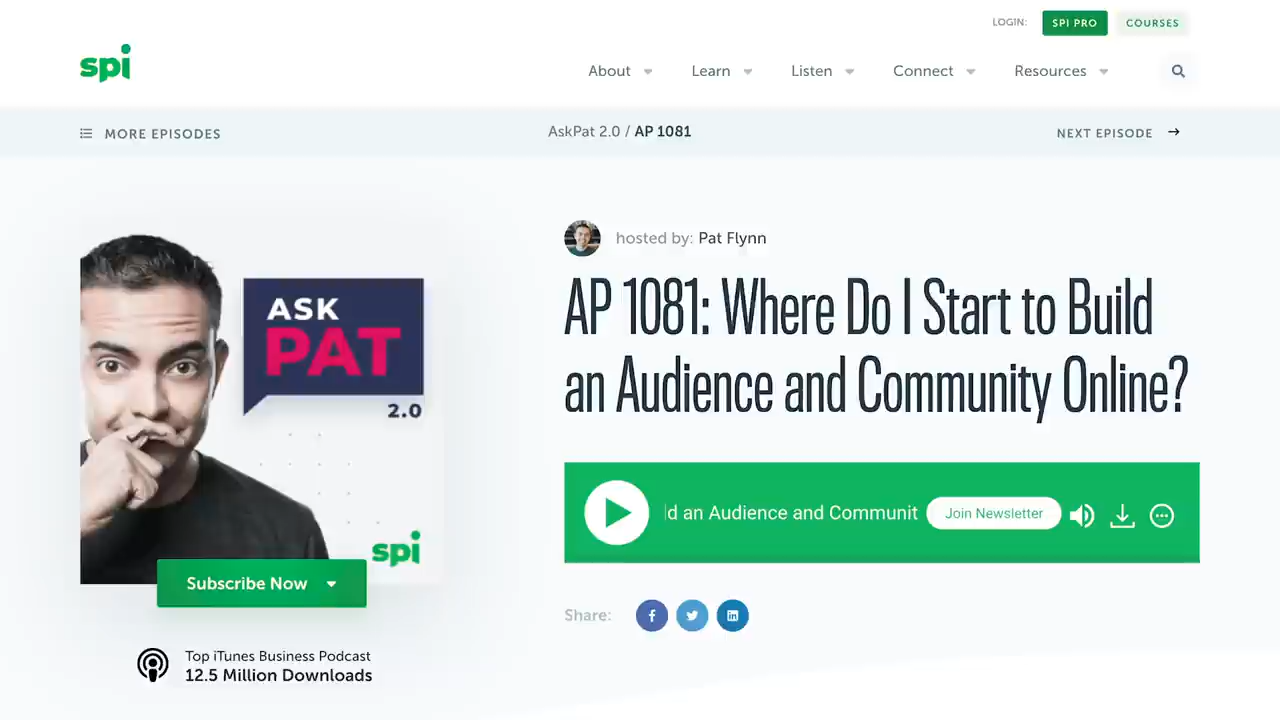 LOGIN:
SPI PRO
COURSES
spi
About
Learn
Listen
Connect
Resources
MORE EPISODES
AskPat 2.0 / AP 1081
NEXT EPISODE
ASK
PAT
2.0
spi
Subscribe Now
Top iTunes Business Podcast
12.5 Million Downloads
hosted by: Pat Flynn
AP 1081: Where Do I Start to Build
an Audience and Community Online?
ld an Audience and Communit
Join Newsletter
Share: